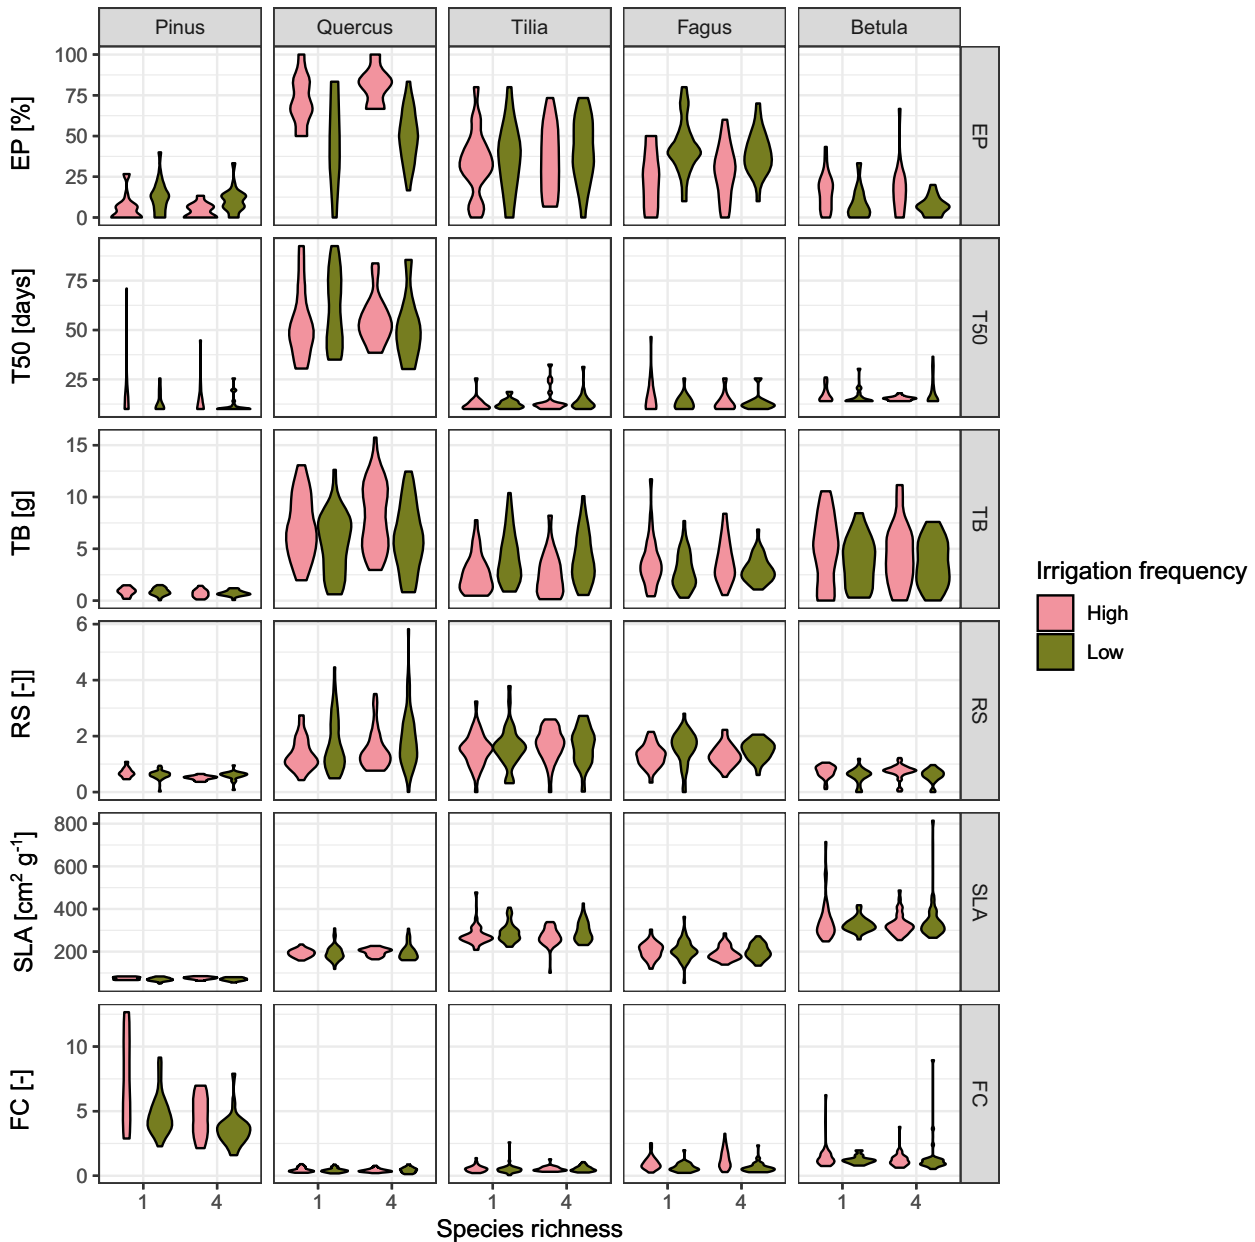 Pinus Quercus Tilia Fagus Betula
EP [%]
100
75
50
25
0
EP
T50 [days]
75
50
25
T50
TB [g]
15
10
5
0
TB
RS [-]]
6
4
2
0
RS
SLA [cm² g⁻¹]
800
600
400
200
SLA
FC [-]
10
5
0
FC
1 4 1 4 1 4 1 4 1 4
Species richness
Irrigation frequency
High
Low